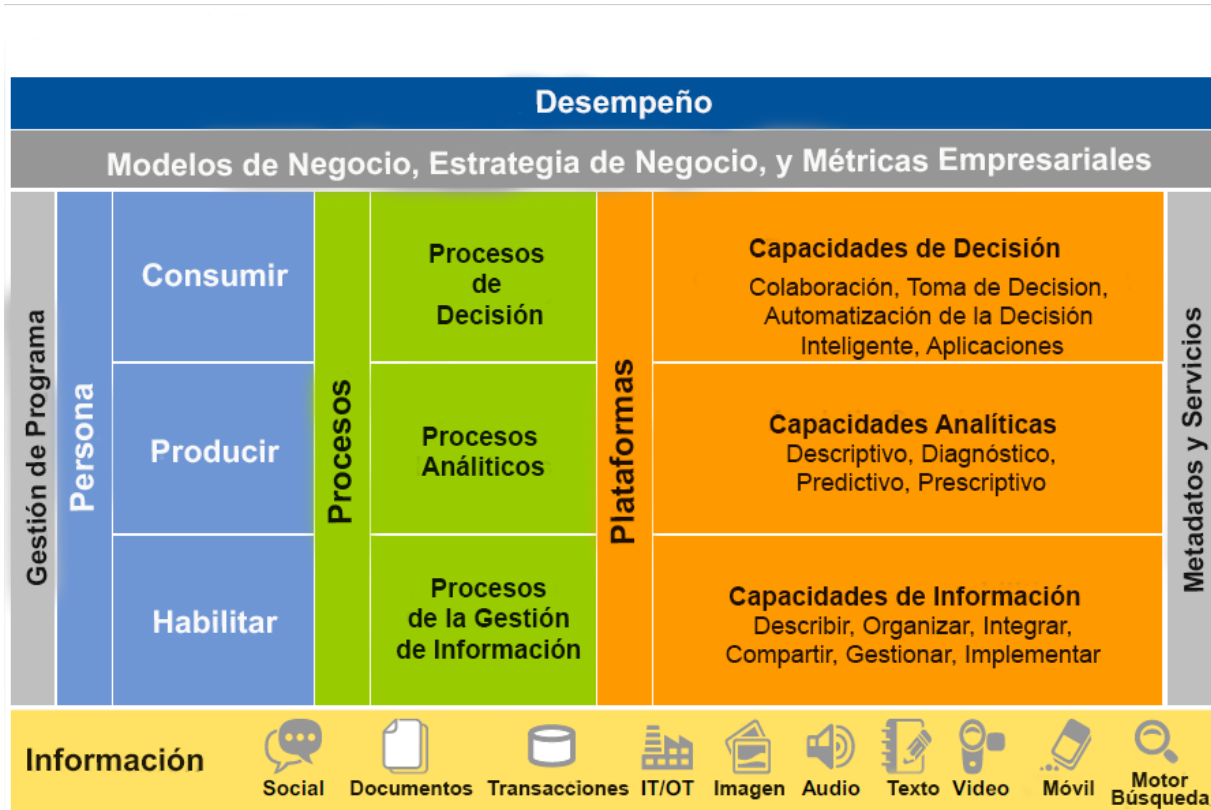 Desempeño
Modelos de Negocio, Estrategia de Negocio, y Métricas Empresariales
Gestión de Programa
Persona
Consumir
Producir
Habilitar
Procesos
Procesos
de
Decisión
Procesos
Análiticos
Procesos
de la Gestión
de Información
Plataformas
Capacidades de Decisión
Colaboración, Toma de Decision,
Automatización de la Decisión
Inteligente, Aplicaciones
Capacidades Analíticas
Descriptivo, Diagnóstico,
Predictivo, Prescriptivo
Capacidades de Información
Describir, Organizar, Integrar,
Compartir, Gestionar, Implementar
Metadatos y Servicios
Información
Social
Documentos
Transacciones
IT/OT
Imagen
Audio
Texto
Video
Móvil
Motor
Búsqueda